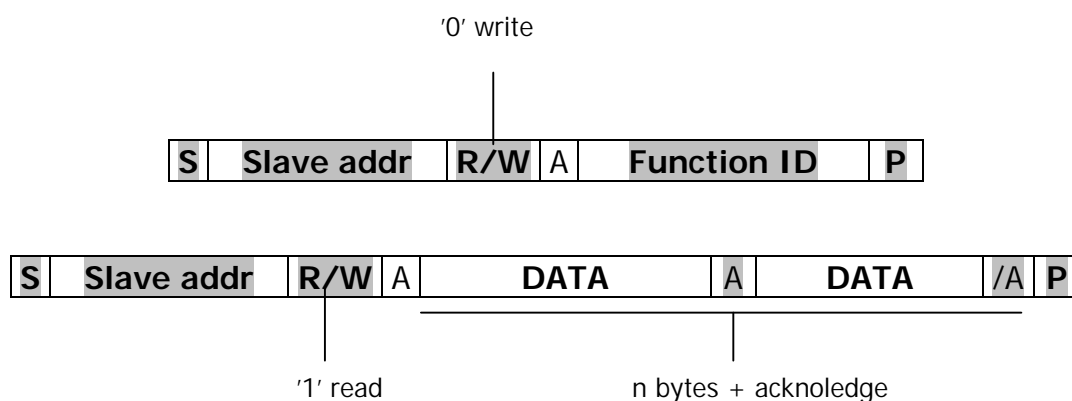 '0' write
S Slave addr R/W A Function ID P
S Slave addr R/W A DATA A DATA /A P
'1' read n bytes + acknoledge